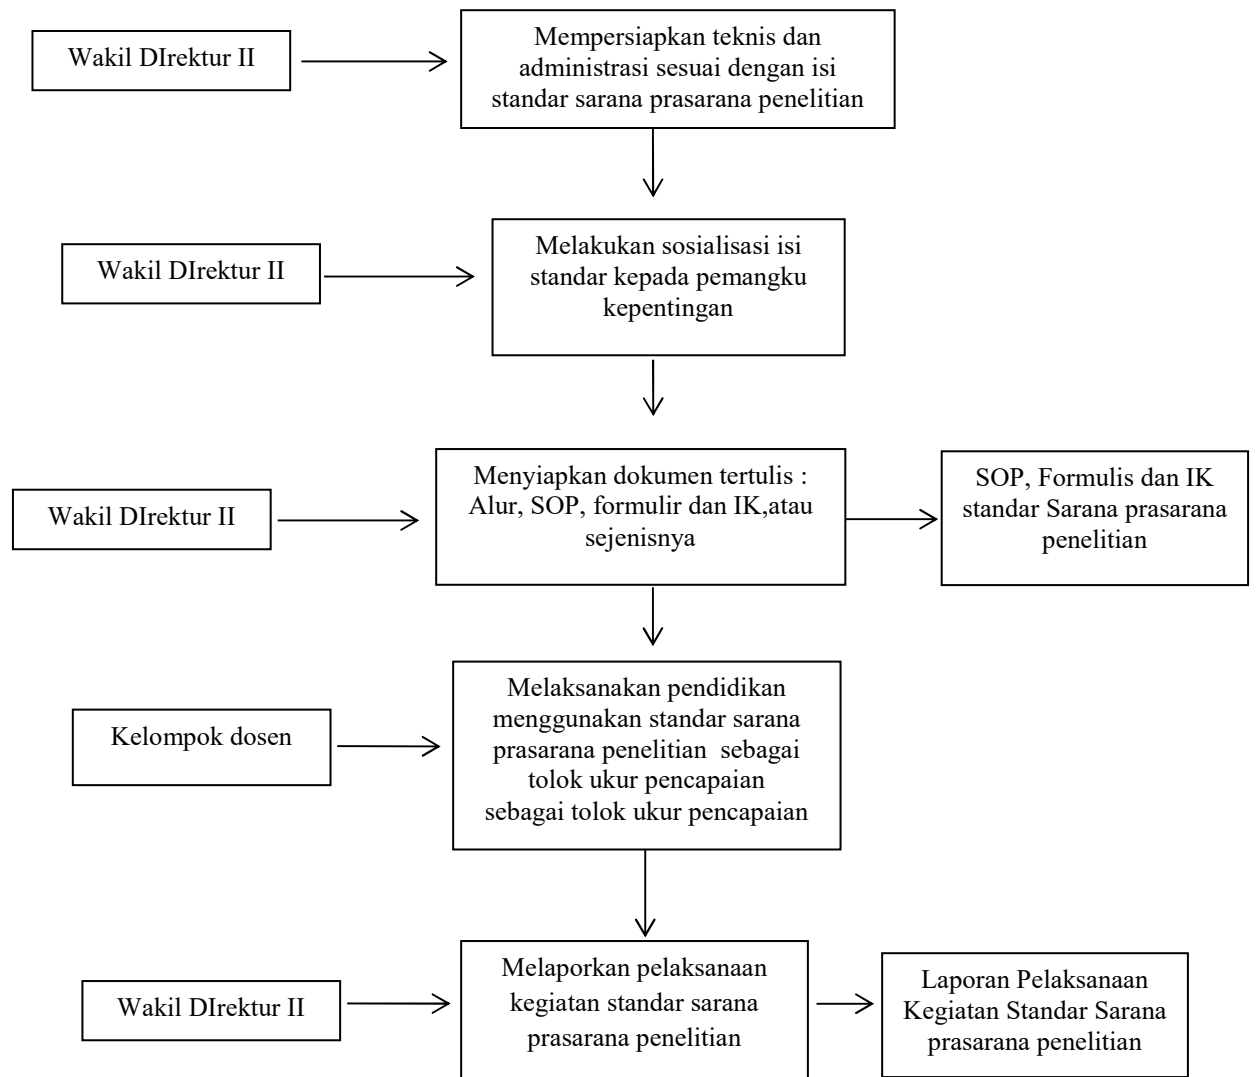 Wakil DIrektur II
Mempersiapkan teknis dan
administrasi sesuai dengan isi
standar sarana prasarana penelitian
Wakil DIrektur II
Melakukan sosialisasi isi
standar kepada pemangku
kepentingan
Wakil DIrektur II
Menyiapkan dokumen tertulis :
Alur, SOP, formulir dan IK,atau
sejenisnya
SOP, Formulis dan IK
standar Sarana prasarana
penelitian
Kelompok dosen
Melaksanakan pendidikan
menggunakan standar sarana
prasarana penelitian  sebagai
tolok ukur pencapaian
sebagai tolok ukur pencapaian
Wakil DIrektur II
Melaporkan pelaksanaan
kegiatan standar sarana
prasarana penelitian
Laporan Pelaksanaan
Kegiatan Standar Sarana
prasarana penelitian